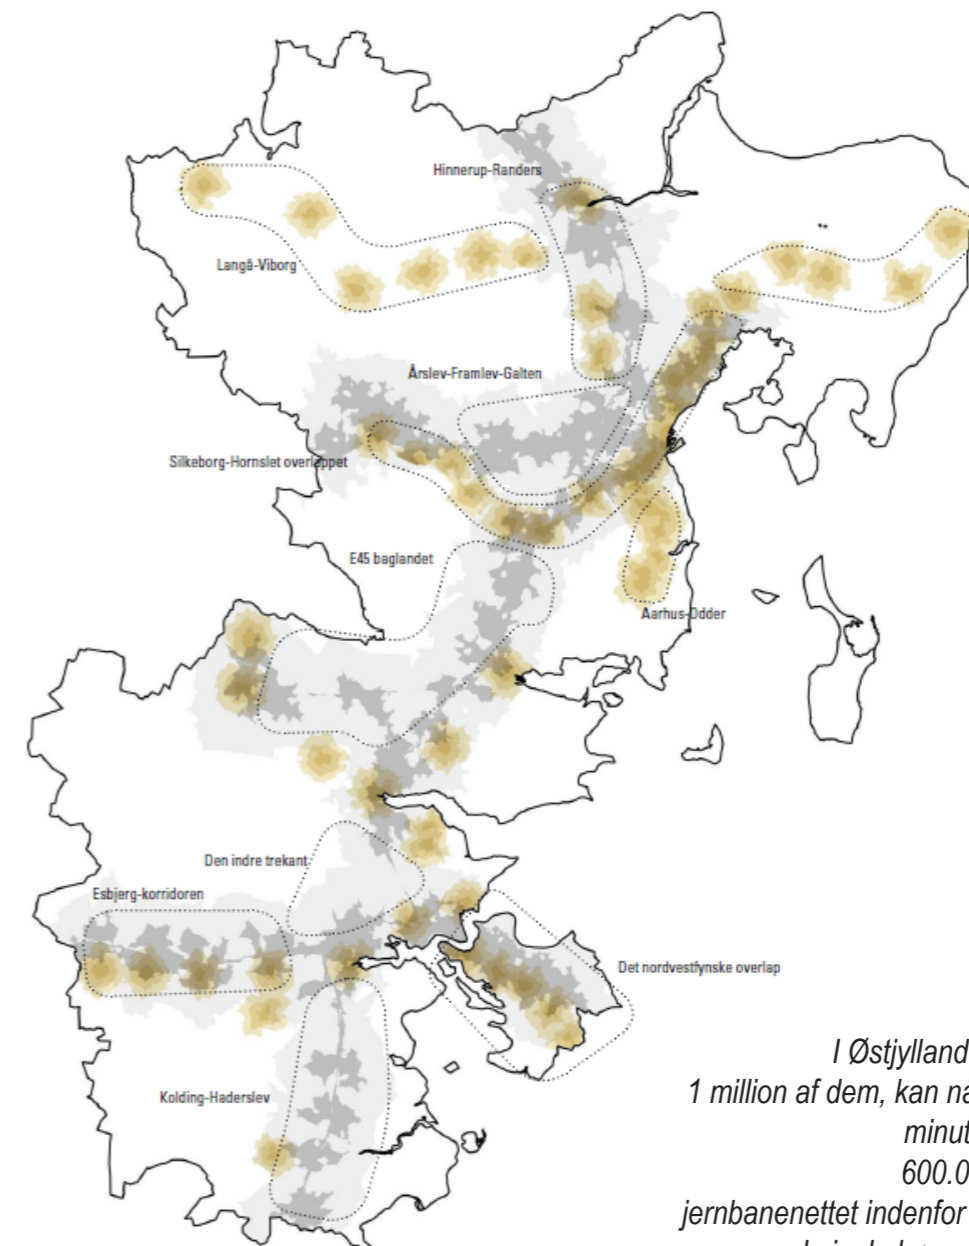 Hinnerup-Randers
Langå-Viborg
Årslev-Framlev-Galten
Silkeborg-Hornslet overlappet
E45 baglandet
Aarhus-Odder
Den indre trekant
Esbjerg-korridoren
Det nordvestfynske overlap
Kolding-Haderslev
I Østjylland
1 million af dem, kan
minut
600.0
jernbanenettet indenfor